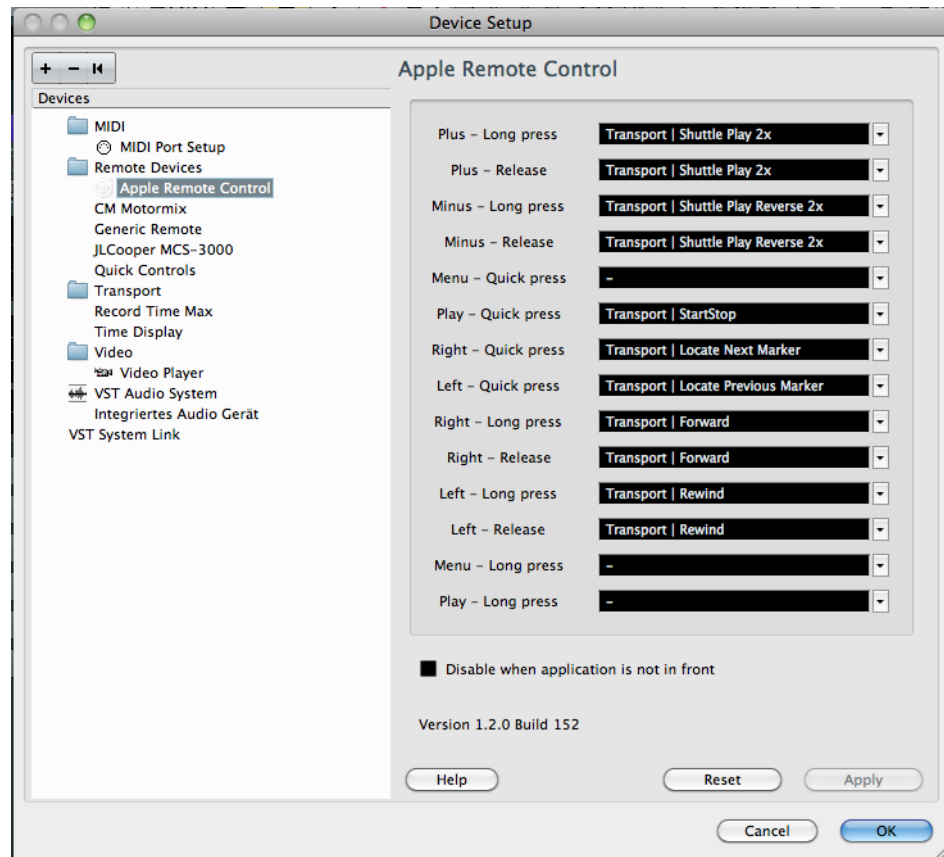 Device Setup
+ -
Devices
MIDI
MIDI Port Setup
Remote Devices
Apple Remote Control
CM Motormix
Generic Remote
JLCooper MCS-3000
Quick Controls
Transport
Record Time Max
Time Display
Video
Video Player
VST Audio System
Integriertes Audio Gerät
VST System Link
Apple Remote Control
Plus – Long press Transport | Shuttle Play 2x
Plus – Release Transport | Shuttle Play 2x
Minus – Long press Transport | Shuttle Play Reverse 2x
Minus – Release Transport | Shuttle Play Reverse 2x
Menu – Quick press –
Play – Quick press Transport | StartStop
Right – Quick press Transport | Locate Next Marker
Left – Quick press Transport | Locate Previous Marker
Right – Long press Transport | Forward
Right – Release Transport | Forward
Left – Long press Transport | Rewind
Left – Release Transport | Rewind
Menu – Long press –
Play – Long press –
Disable when application is not in front
Version 1.2.0 Build 152
Help Reset Apply
Cancel OK